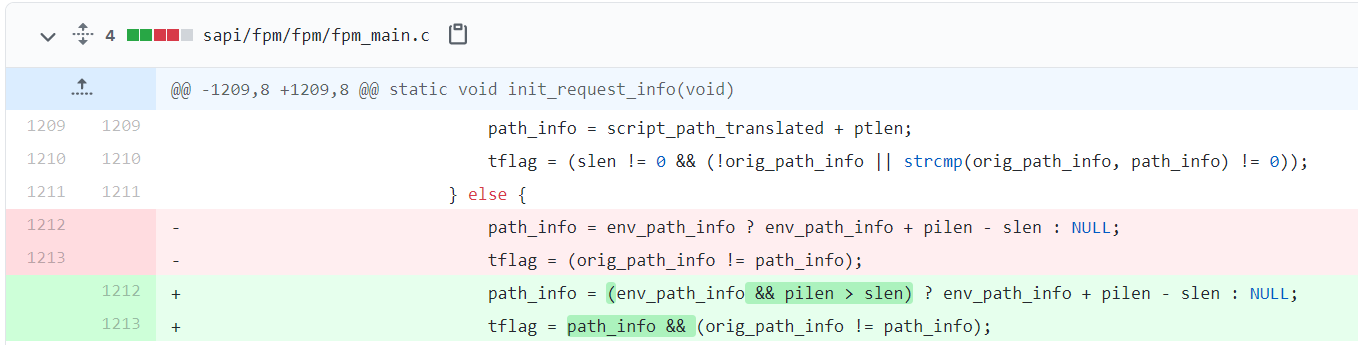 4 sapi/fpm/fpm/fpm_main.c
@@ -1209,8 +1209,8 @@ static void init_request_info(void)
1209 1209 path_info = script_path_translated + ptlen;
1210 1210 tflag = (slen != 0 && (!orig_path_info || strcmp(orig_path_info, path_info) != 0));
1211 1211 } else {
1212 - path_info = env_path_info ? env_path_info + pilen - slen : NULL;
1213 - tflag = (orig_path_info != path_info);
1212 + path_info = (env_path_info && pilen > slen) ? env_path_info + pilen - slen : NULL;
1213 + tflag = path_info && (orig_path_info != path_info);